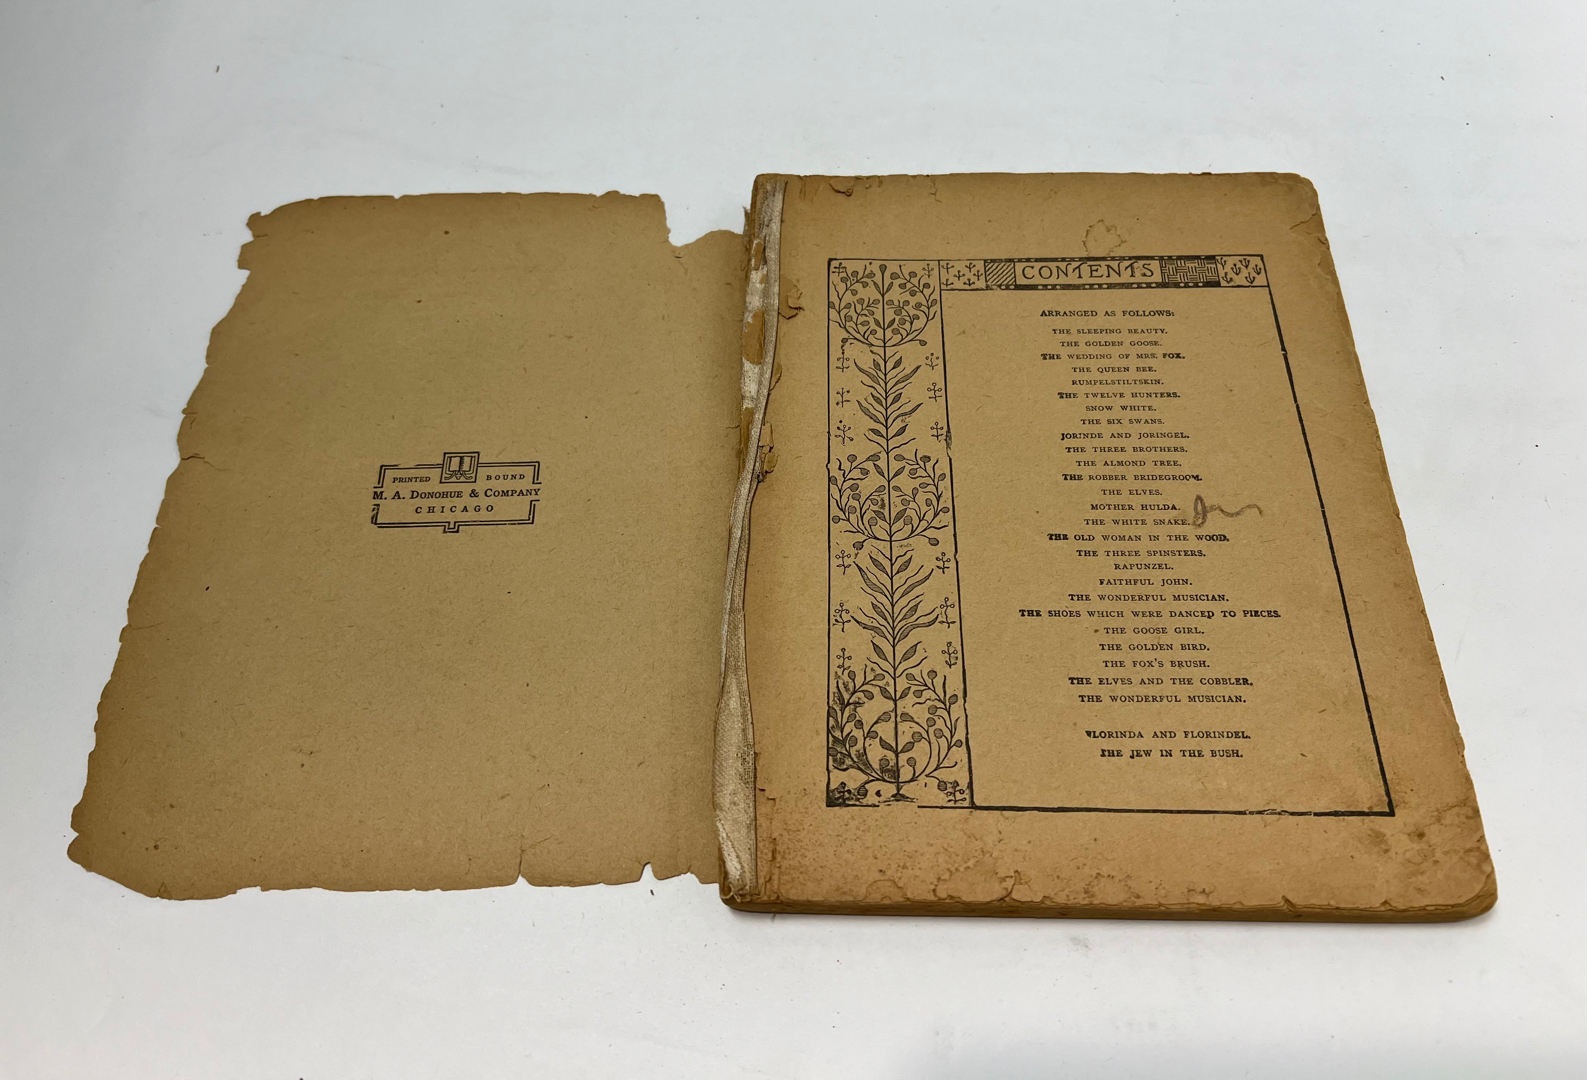 PRINTED BOUND
M. A. DONOHUE & COMPANY
CHICAGO
CONTENTS
ARRANGED AS FOLLOWS:
THE SLEEPING BEAUTY.
THE GOLDEN GOOSE.
THE WEDDING OF MRS. FOX.
THE QUEEN BEE.
RUMPELSTILTSKIN.
THE TWELVE HUNTERS.
SNOW WHITE.
THE SIX SWANS.
JORINDE AND JORINGEL.
THE THREE BROTHERS.
THE ALMOND TREE.
THE ROBBER BRIDEGROOM.
THE ELVES.
MOTHER HULDA.
THE WHITE SNAKE.
THE OLD WOMAN IN THE WOOD.
THE THREE SPINSTERS.
RAPUNZEL.
FAITHFUL JOHN.
THE WONDERFUL MUSICIAN.
THE SHOES WHICH WERE DANCED TO PIECES.
THE GOOSE GIRL.
THE GOLDEN BIRD.
THE FOX'S BRUSH.
THE ELVES AND THE COBBLER.
THE WONDERFUL MUSICIAN.
FLORINDA AND FLORINDEL.
THE JEW IN THE BUSH.